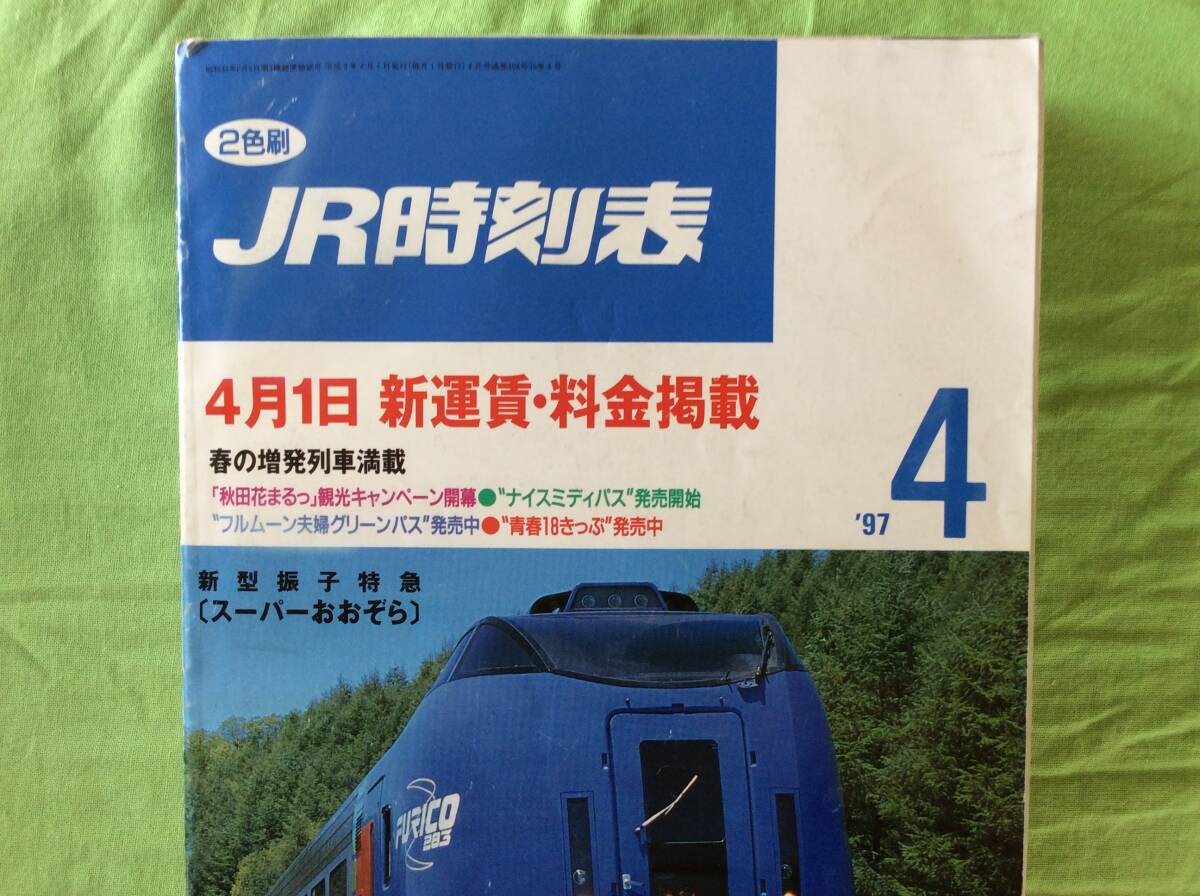 2色刷
JR時刻表
4月1日 新運賃・料金掲載
春の増発列車満載
「秋田花まるっ」観光キャンペーン開幕●“ナイスミディパス”発売開始
“フルムーン夫婦グリーンパス”発売中●“青春18きっぷ”発売中
'97 4
新型振子特急
〔スーパーおおぞら〕
FURICO
283